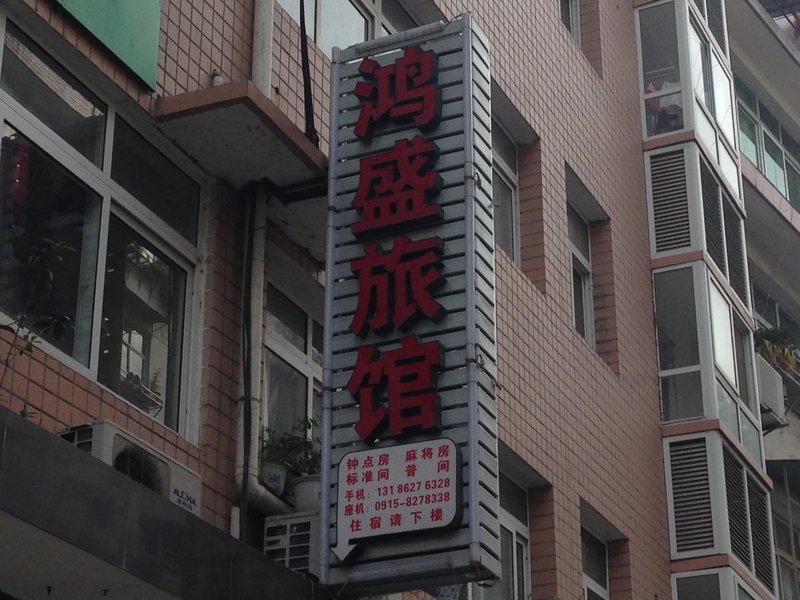 鸿盛旅馆
钟点房 麻将房
标准间 普间
手机：131 8627 6328
座机：0915-8278338
住宿请下楼